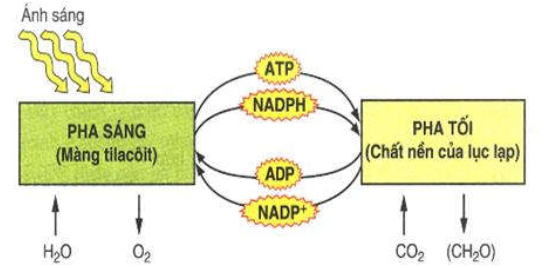 Ánh sáng
ATP
NADPH
PHA SÁNG
(Màng tilacôit)
PHA TỐI
(Chất nền của lục lạp)
ADP
NADP⁺
H₂O
O₂
CO₂
(CH₂O)